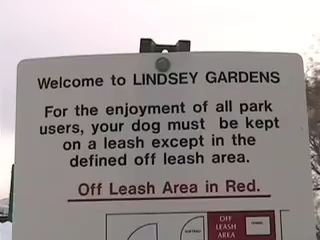 Welcome to LINDSEY GARDENS
For the enjoyment of all park
users, your dog must be kept
on a leash except in the
defined off leash area.
Off Leash Area in Red.
OFF
LEASH
AREA